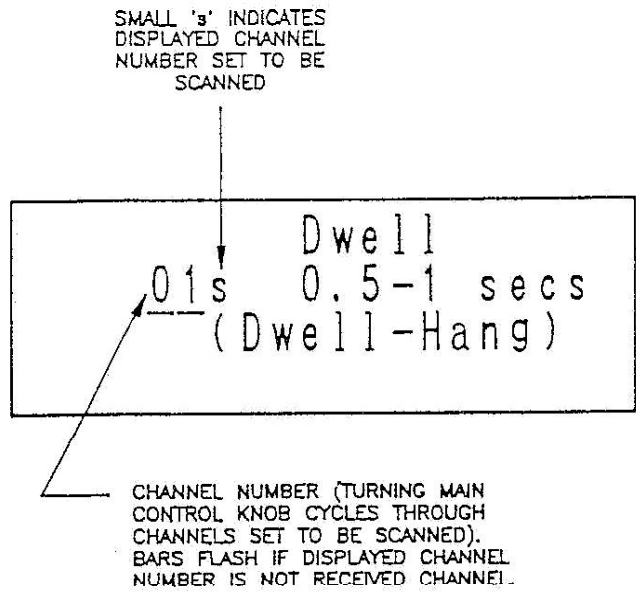 SMALL 's' INDICATES
DISPLAYED CHANNEL
NUMBER SET TO BE
SCANNED
Dwell
01s 0.5-1 secs
(Dwell-Hang)
CHANNEL NUMBER (TURNING MAIN
CONTROL KNOB CYCLES THROUGH
CHANNELS SET TO BE SCANNED).
BARS FLASH IF DISPLAYED CHANNEL
NUMBER IS NOT RECEIVED CHANNEL.